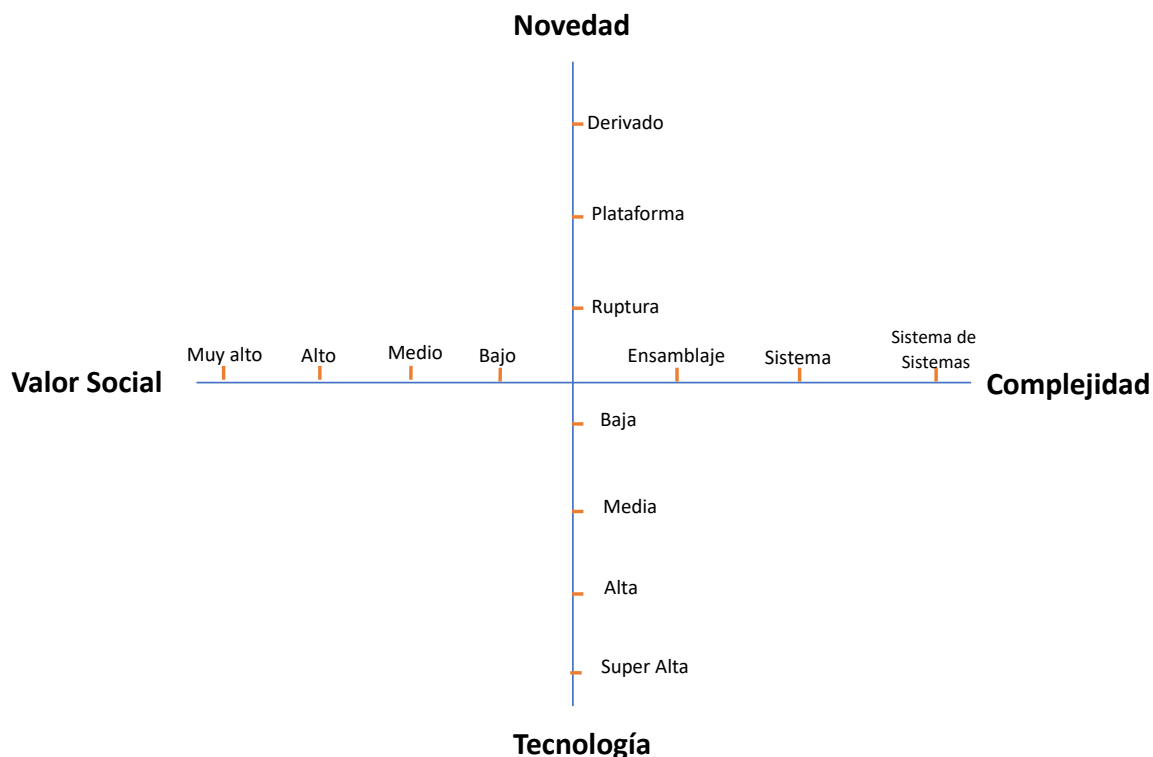 Novedad
Derivado
Plataforma
Ruptura
Muy alto
Alto
Medio
Bajo
Ensamblaje
Sistema
Sistema de
Sistemas
Valor Social
Complejidad
Baja
Media
Alta
Super Alta
Tecnología